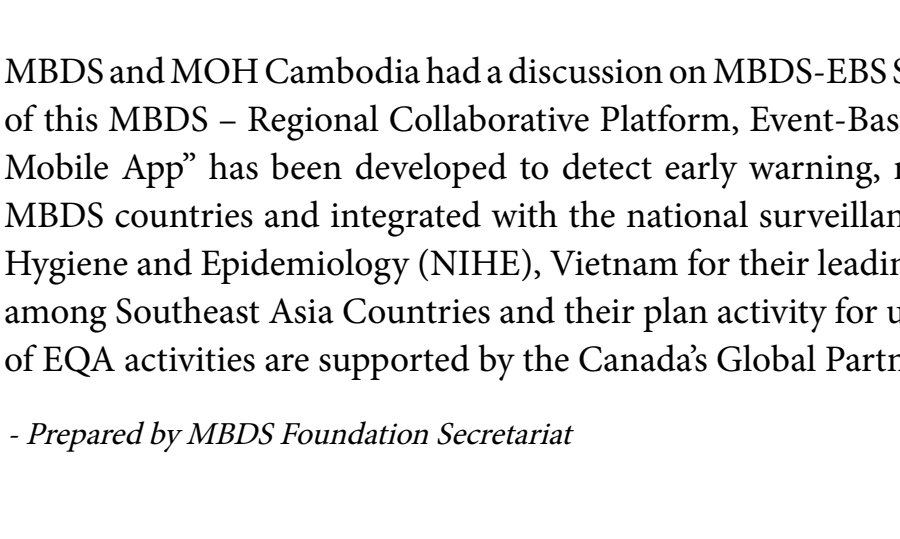 MBDS and MOH Cambodia had a discussion on MBDS-EBS
of this MBDS – Regional Collaborative Platform, Event-Bas
Mobile App” has been developed to detect early warning,
MBDS countries and integrated with the national surveillan
Hygiene and Epidemiology (NIHE), Vietnam for their leadin
among Southeast Asia Countries and their plan activity for u
of EQA activities are supported by the Canada’s Global Partn
- Prepared by MBDS Foundation Secretariat